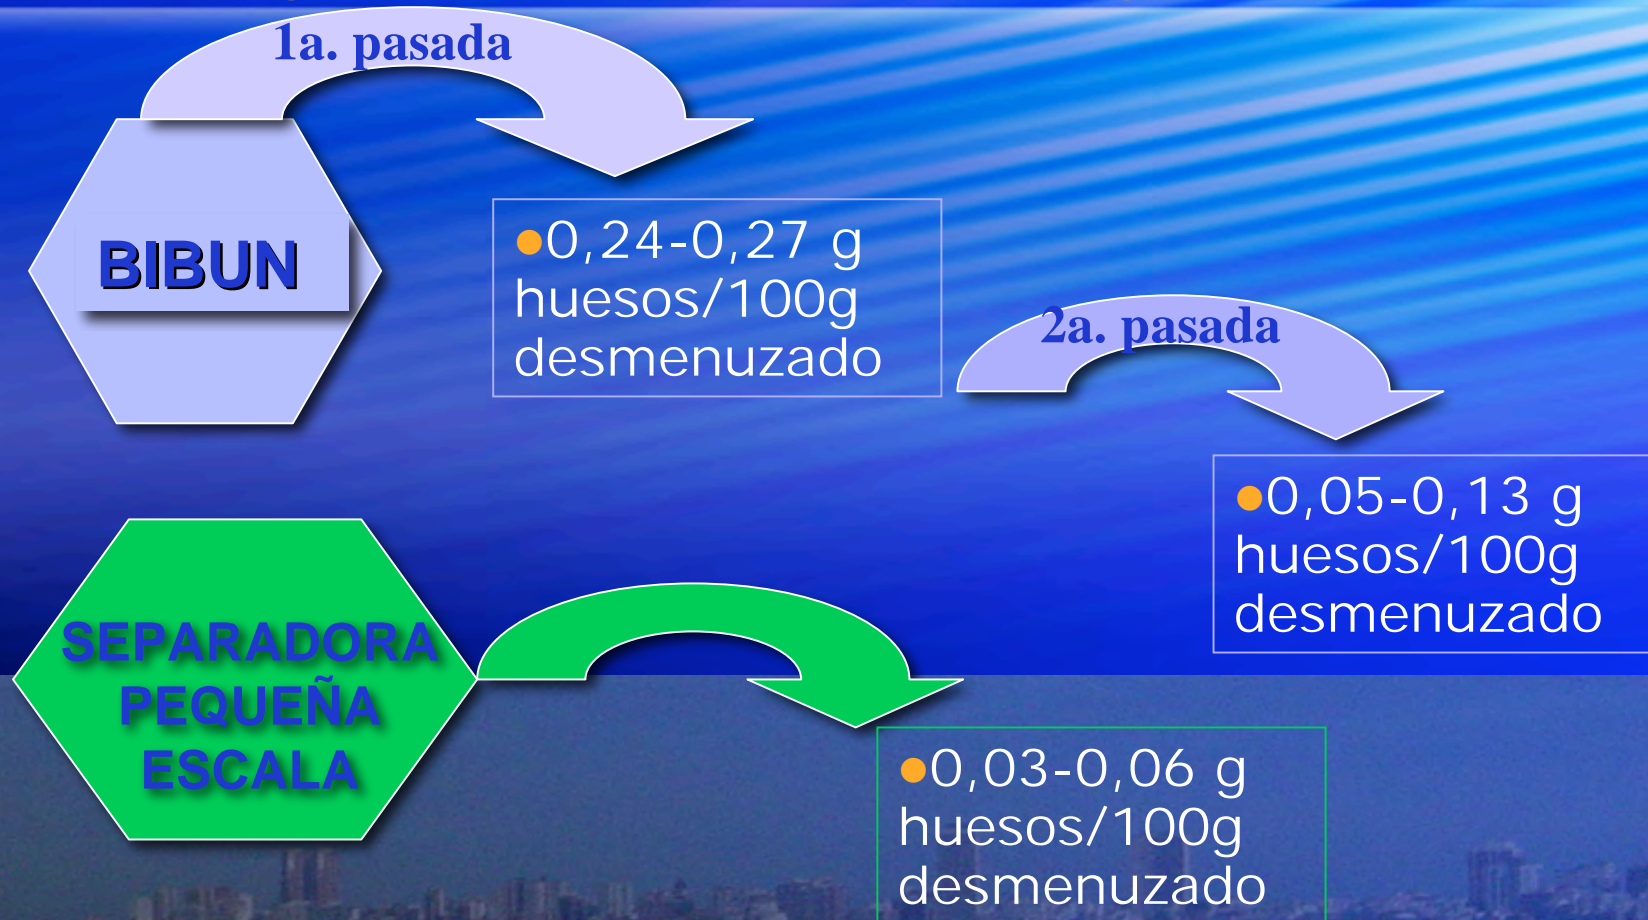 1a. pasada
BIBUN
●0,24-0,27 g
huesos/100g
desmenuzado
2a. pasada
●0,05-0,13 g
huesos/100g
desmenuzado
SEPARADORA
PEQUEÑA
ESCALA
●0,03-0,06 g
huesos/100g
desmenuzado